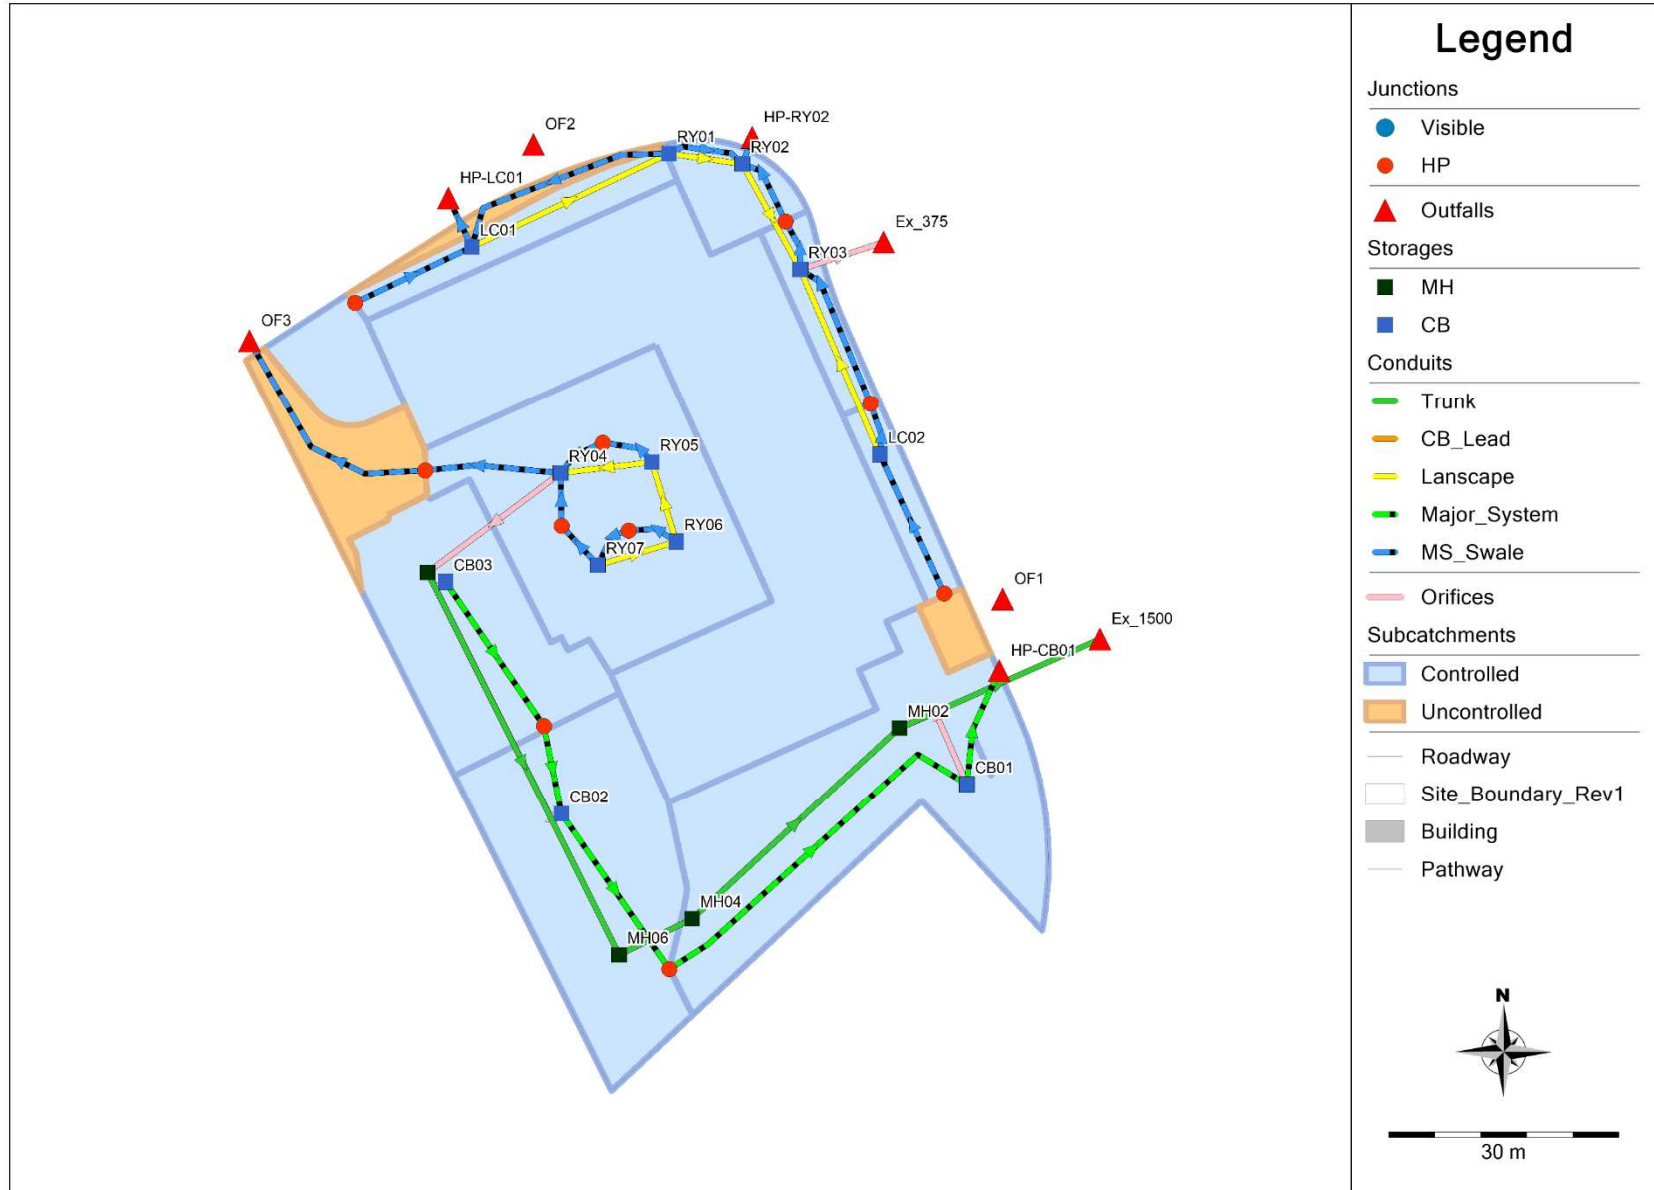 OF2
HP-RY02
RY01
RY02
HP-LC01
LC01
Ex_375
RY03
OF3
LC02
RY04
RY05
RY06
RY07
CB03
OF1
Ex_1500
HP-CB01
MH02
CB01
CB02
MH04
MH06
Legend
Junctions
Visible
HP
Outfalls
Storages
MH
CB
Conduits
Trunk
CB_Lead
Lanscape
Major_System
MS_Swale
Orifices
Subcatchments
Controlled
Uncontrolled
Roadway
Site_Boundary_Rev1
Building
Pathway
N
30 m